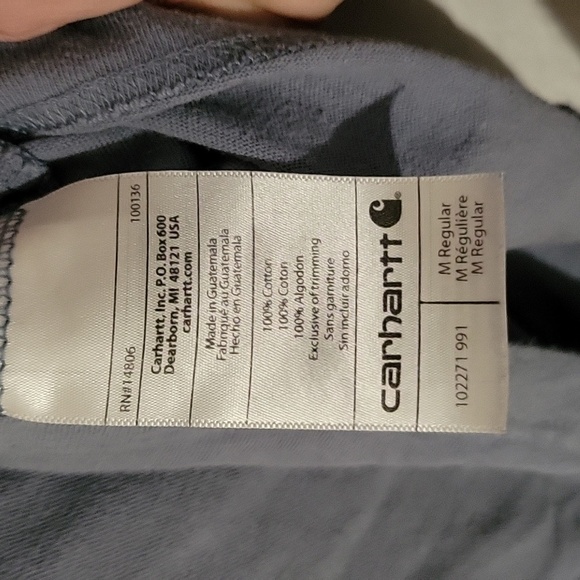 102271 991
M Regular
M Régulière
M Regular
carhartt®
100% Cotton
100% Coton
100% Algodon
Exclusive of trimming
Sans garniture
Sin incluir adorno
Made in Guatemala
Fabriqué au Guatemala
Hecho en Guatemala
Carhartt, Inc. P.O. Box 600
Dearborn, MI 48121 USA
carhartt.com
RN#14806 100136